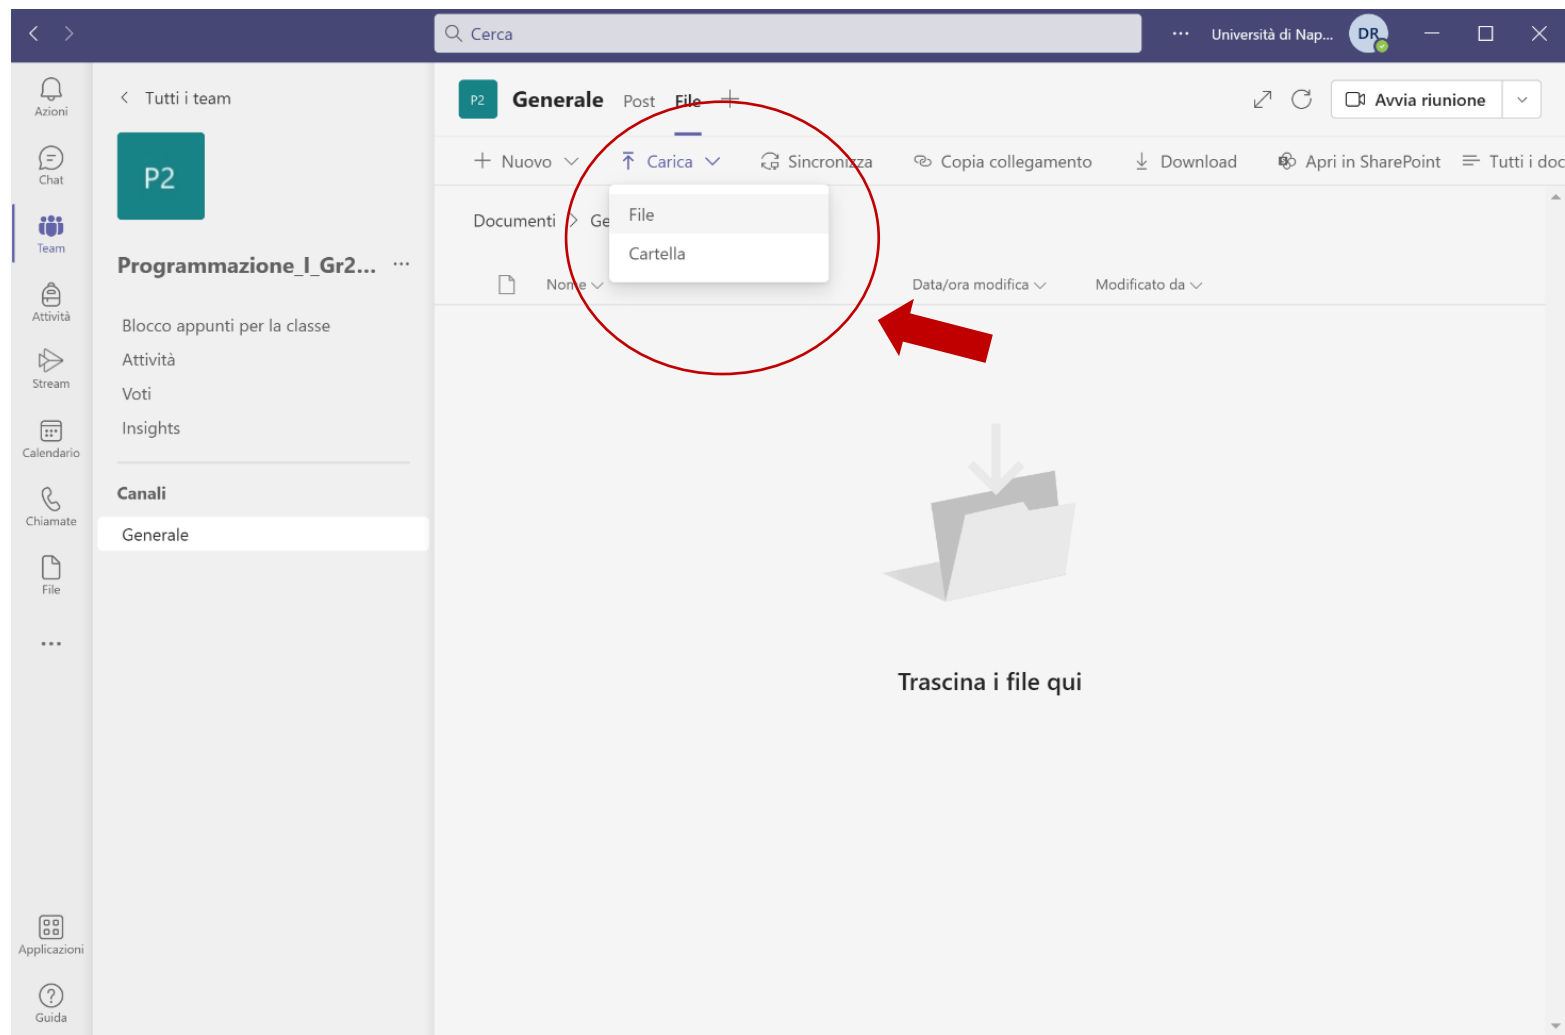 Cerca
Università di Nap...
DR
Azioni
Chat
Team
Attività
Stream
Calendario
Chiamate
File
Applicazioni
Guida
Tutti i team
P2
Programmazione_I_Gr2...
Blocco appunti per la classe
Attività
Voti
Insights
Canali
Generale
P2 Generale Post File
Avvia riunione
Nuovo Carica Sincronizza Copia collegamento Download Apri in SharePoint Tutti i doc
Documenti > Ge
File
Cartella
Nome Data/ora modifica Modificato da
Trascina i file qui